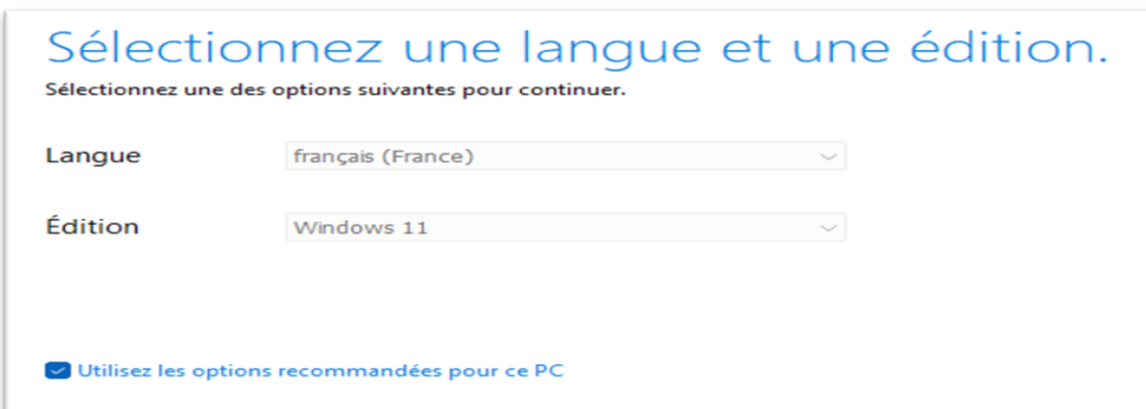 Sélectionnez une langue et une édition.
Sélectionnez une des options suivantes pour continuer.
Langue
français (France)
Édition
Windows 11
Utilisez les options recommandées pour ce PC